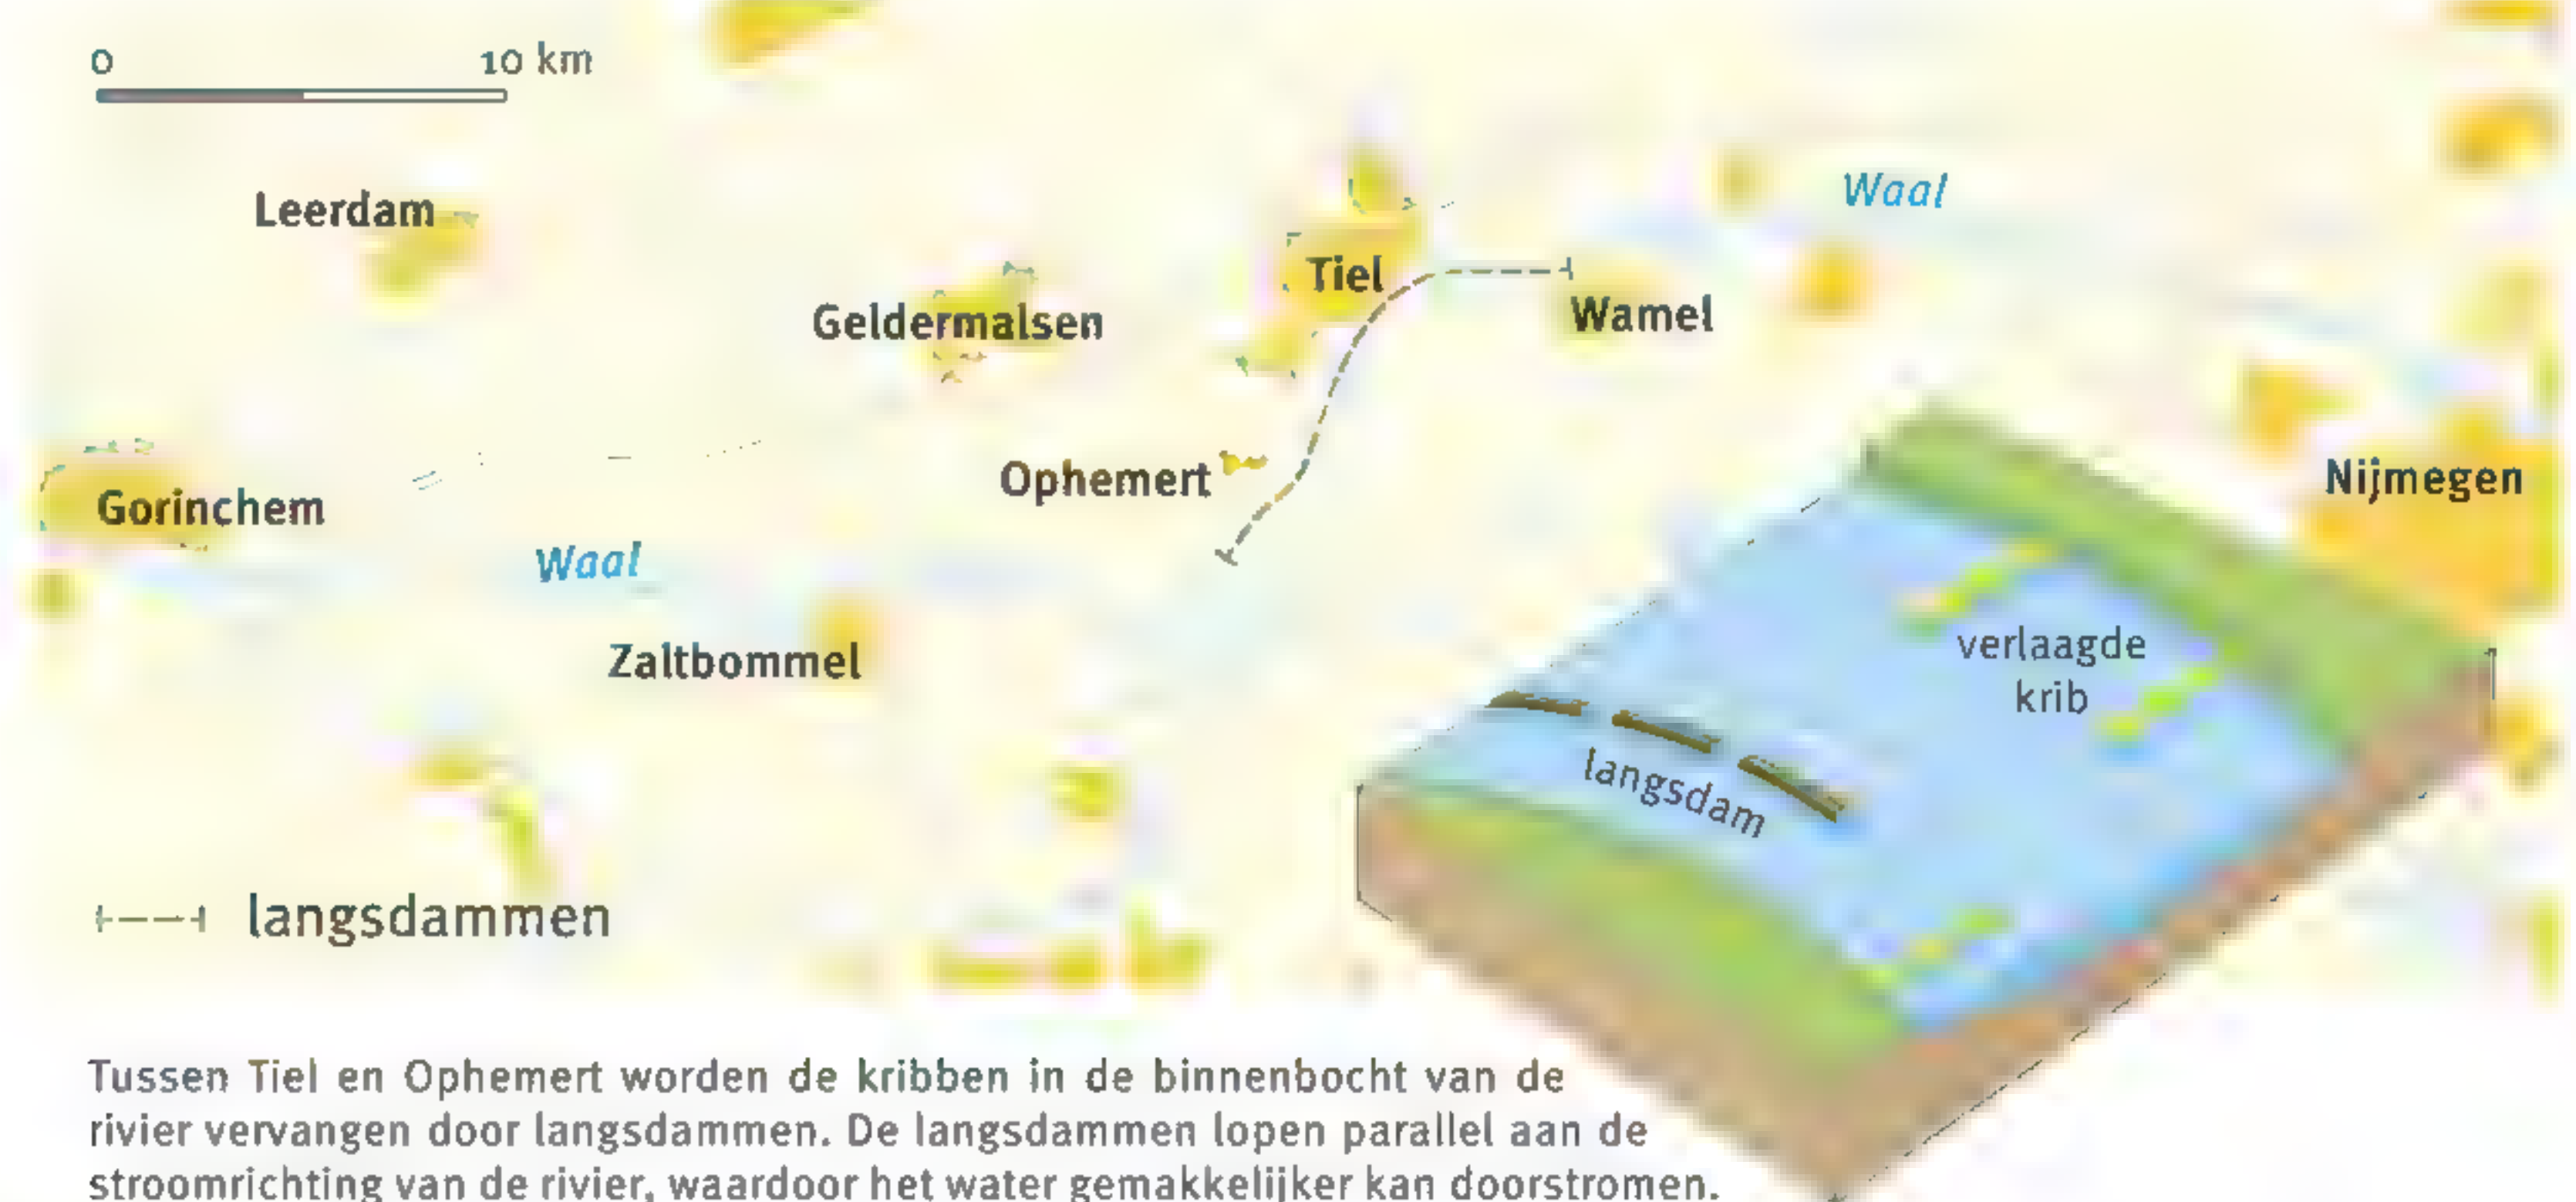 0 10 km
Waal
Leerdam
Tiel
Geldermalsen
Wamel
Ophemert
Nijmegen
Gorinchem
Waal
Zaltbommel
verlaagde
krib
langsdam
langsdammen
Tussen Tiel en Ophemert worden de kribben in de binnenbocht van de
rivier vervangen door langsdammen. De langsdammen lopen parallel aan de
stroomrichting van de rivier, waardoor het water gemakkelijker kan doorstromen.